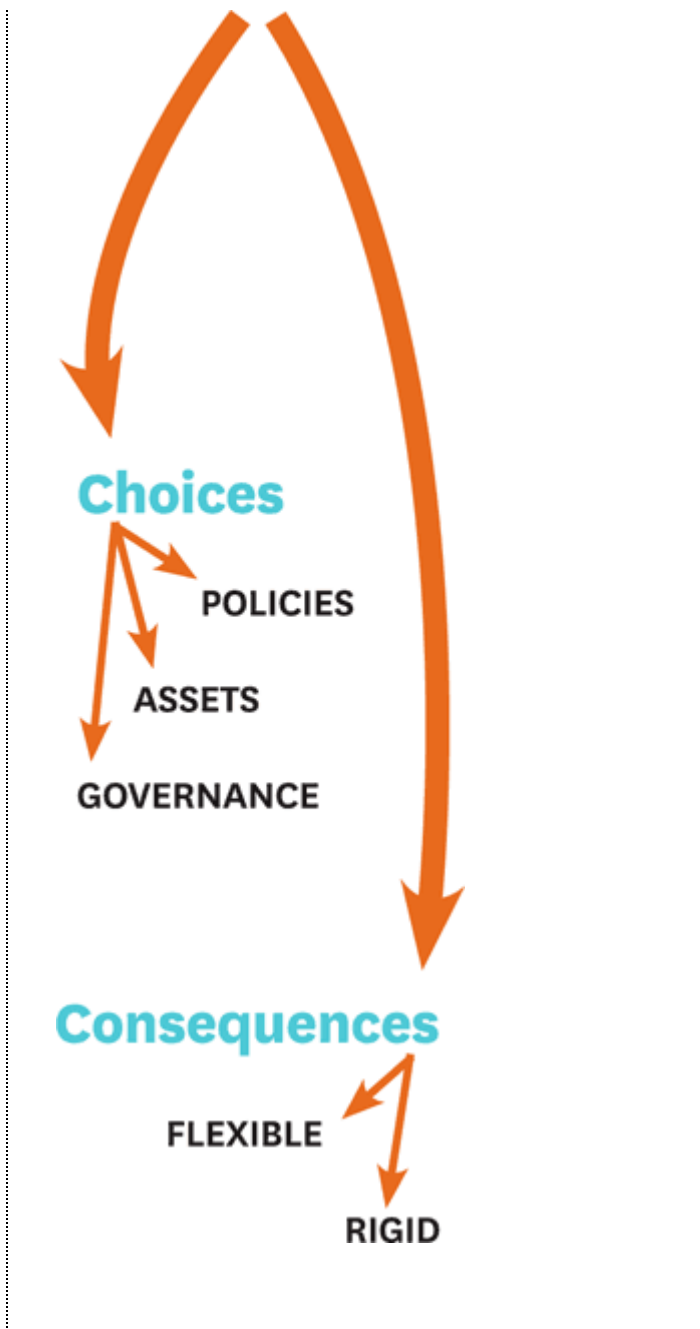 Choices
POLICIES
ASSETS
GOVERNANCE
Consequences
FLEXIBLE
RIGID